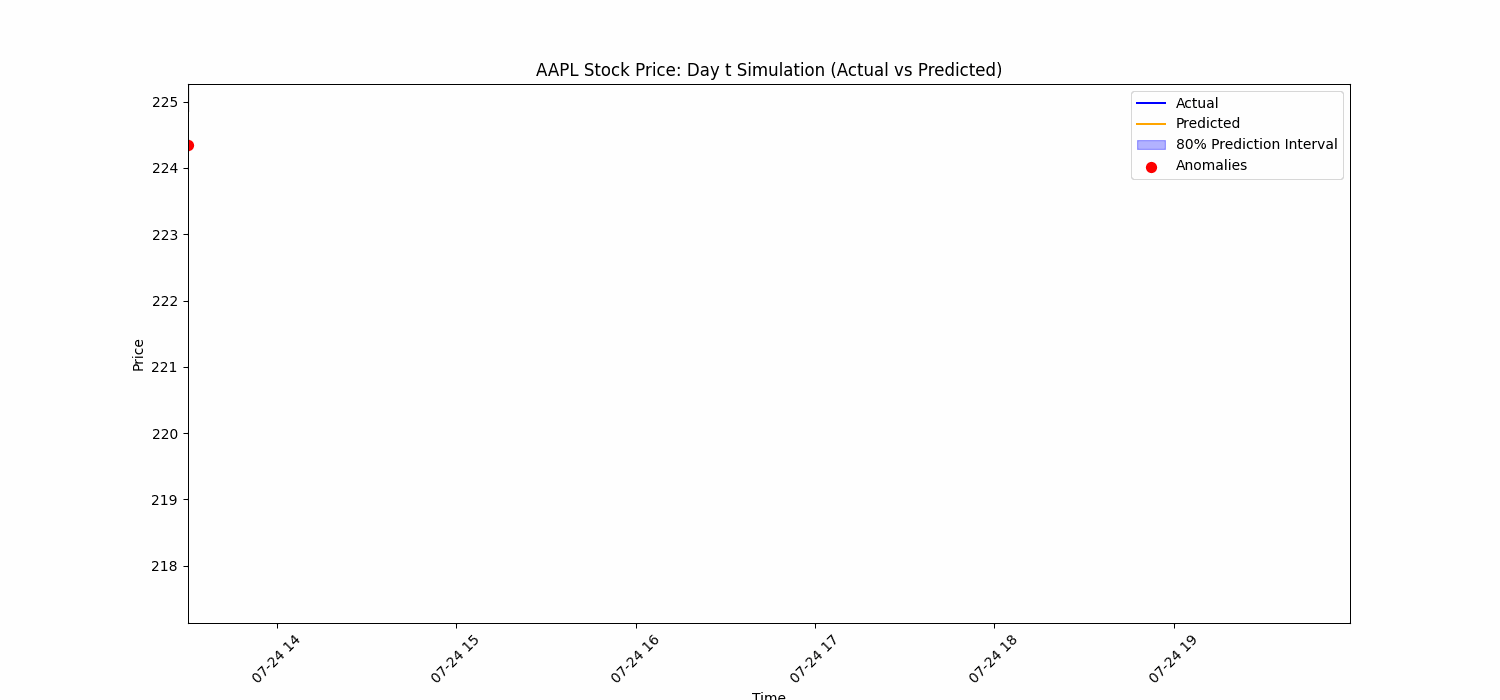 AAPL Stock Price: Day t Simulation (Actual vs Predicted)
Actual
Predicted
80% Prediction Interval
Anomalies
225
224
223
222
221
220
219
218
Price
07-24 14
07-24 15
07-24 16
07-24 17
07-24 18
07-24 19
Time